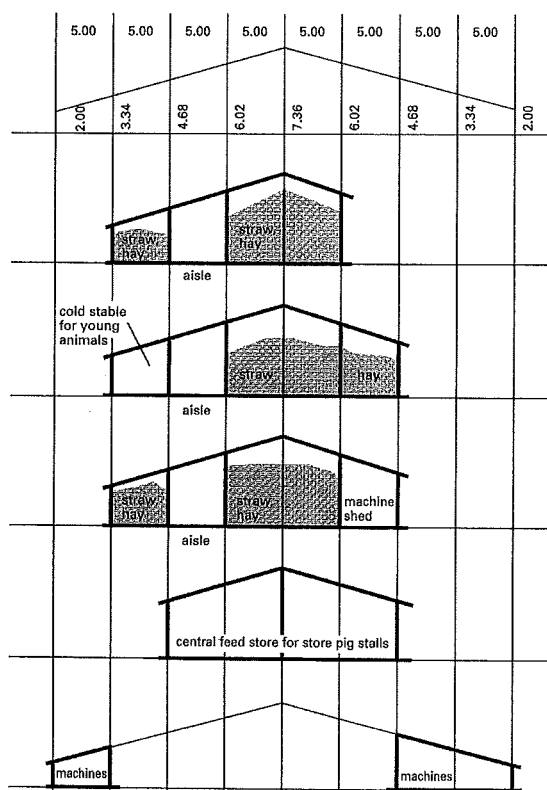 5.00 5.00 5.00 5.00 5.00 5.00 5.00 5.00
2.00 3.34 4.68 6.02 7.36 6.02 4.68 3.34 2.00
straw,
hay
straw,
hay
aisle
cold stable
for young
animals
straw
hay
aisle
straw,
hay
straw,
hay
machine
shed
aisle
central feed store for store pig stalls
machines
machines